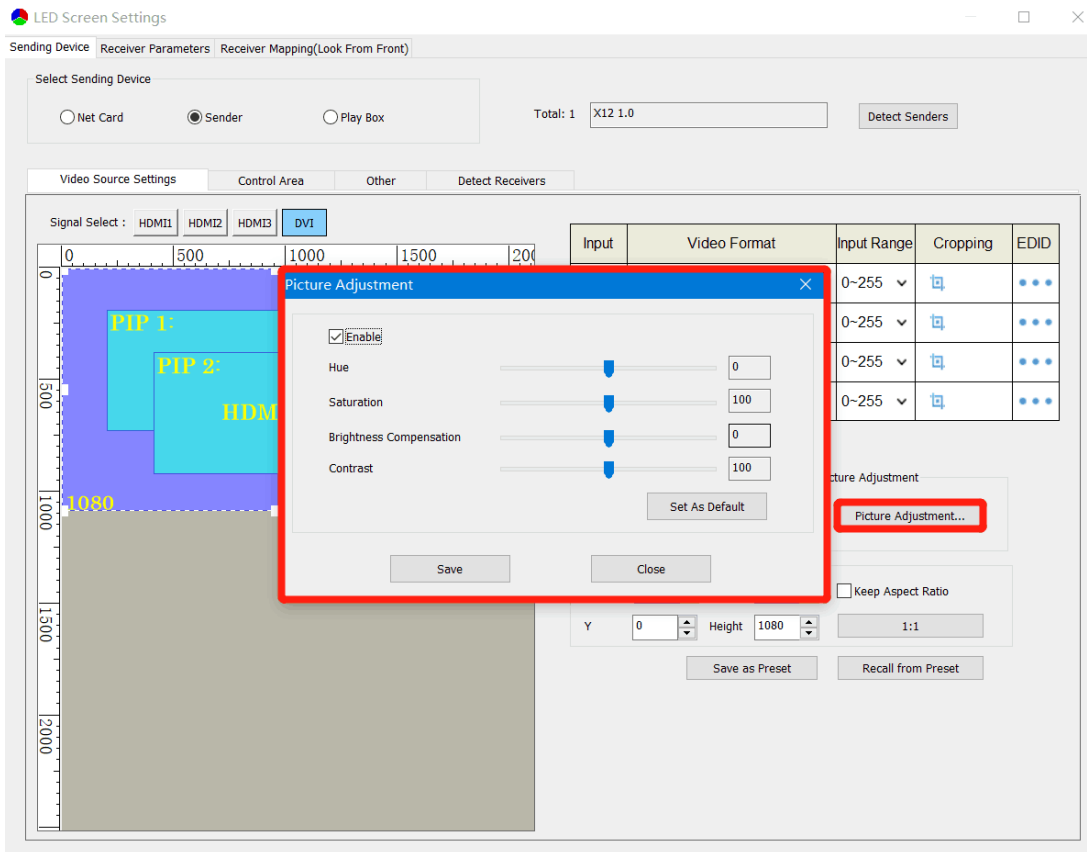 LED Screen Settings
Sending Device Receiver Parameters Receiver Mapping(Look From Front)
Select Sending Device
Net Card Sender Play Box
Total: 1 X12 1.0 Detect Senders
Video Source Settings Control Area Other Detect Receivers
Signal Select : HDMI1 HDMI2 HDMI3 DVI
Input Video Format Input Range Cropping EDID
0 500 1000 1500
0
500
1000
1500
2000
PIP 1:
PIP 2:
1080
0~255
0~255
0~255
0~255
Picture Adjustment
Enable
Hue 0
Saturation 100
Brightness Compensation 0
Contrast 100
Set As Default
Save Close
Picture Adjustment...
Keep Aspect Ratio
Y 0 Height 1080 1:1
Save as Preset Recall from Preset